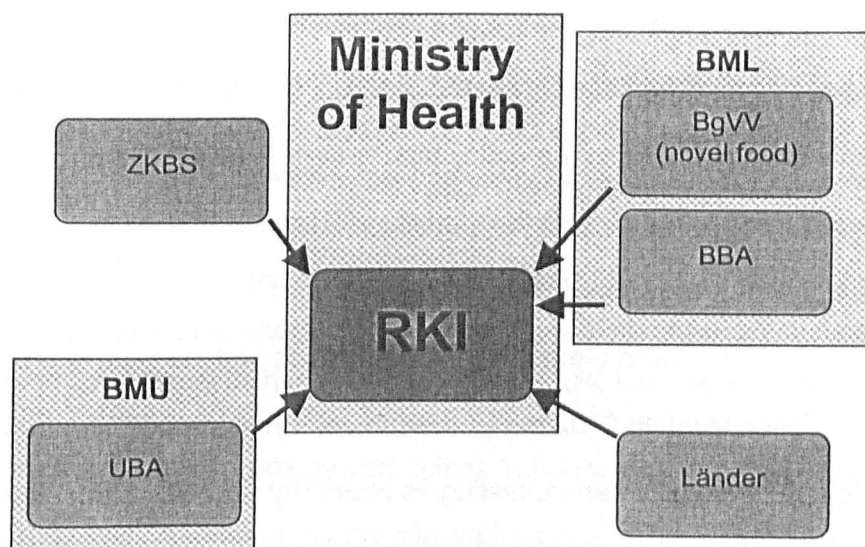 Ministry
of Health
BML
BgVV
(novel food)
ZKBS
BBA
RKI
BMU
UBA
Länder